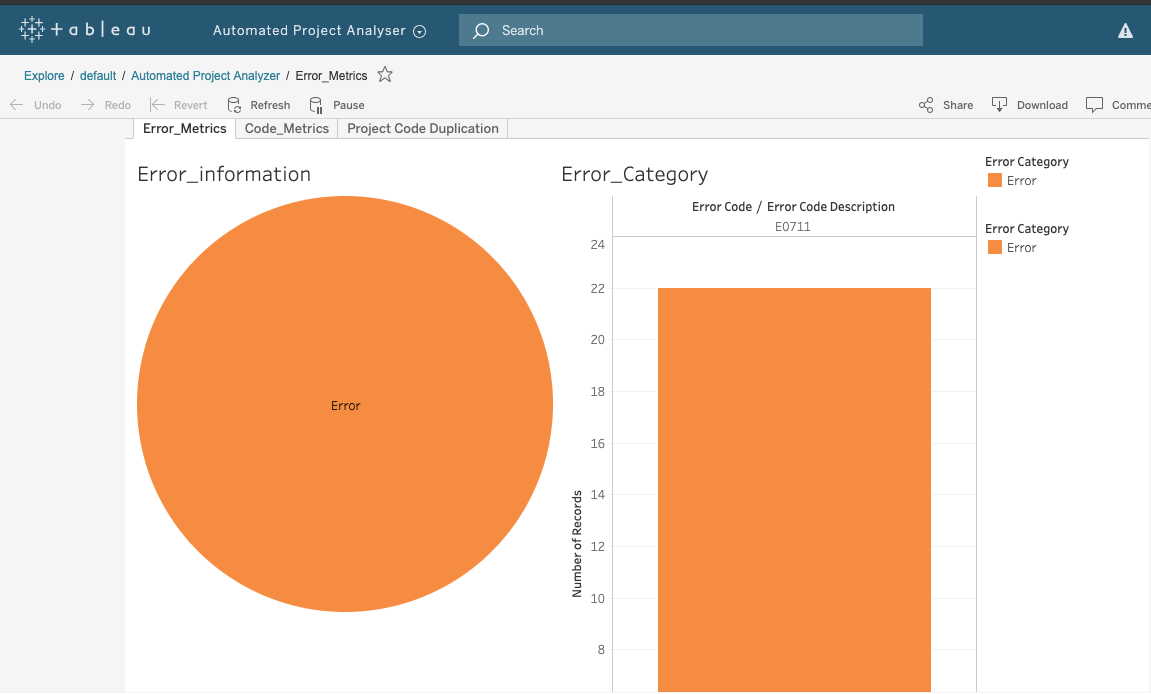 tableau Automated Project Analyser Search
Explore / default / Automated Project Analyzer / Error_Metrics
Undo Redo Revert Refresh Pause Share Download Comme
Error_Metrics Code_Metrics Project Code Duplication
Error_information
Error
Error_Category
Error Code / Error Code Description
E0711
24
22
20
18
16
14
12
10
8
Number of Records
Error Category
Error
Error Category
Error